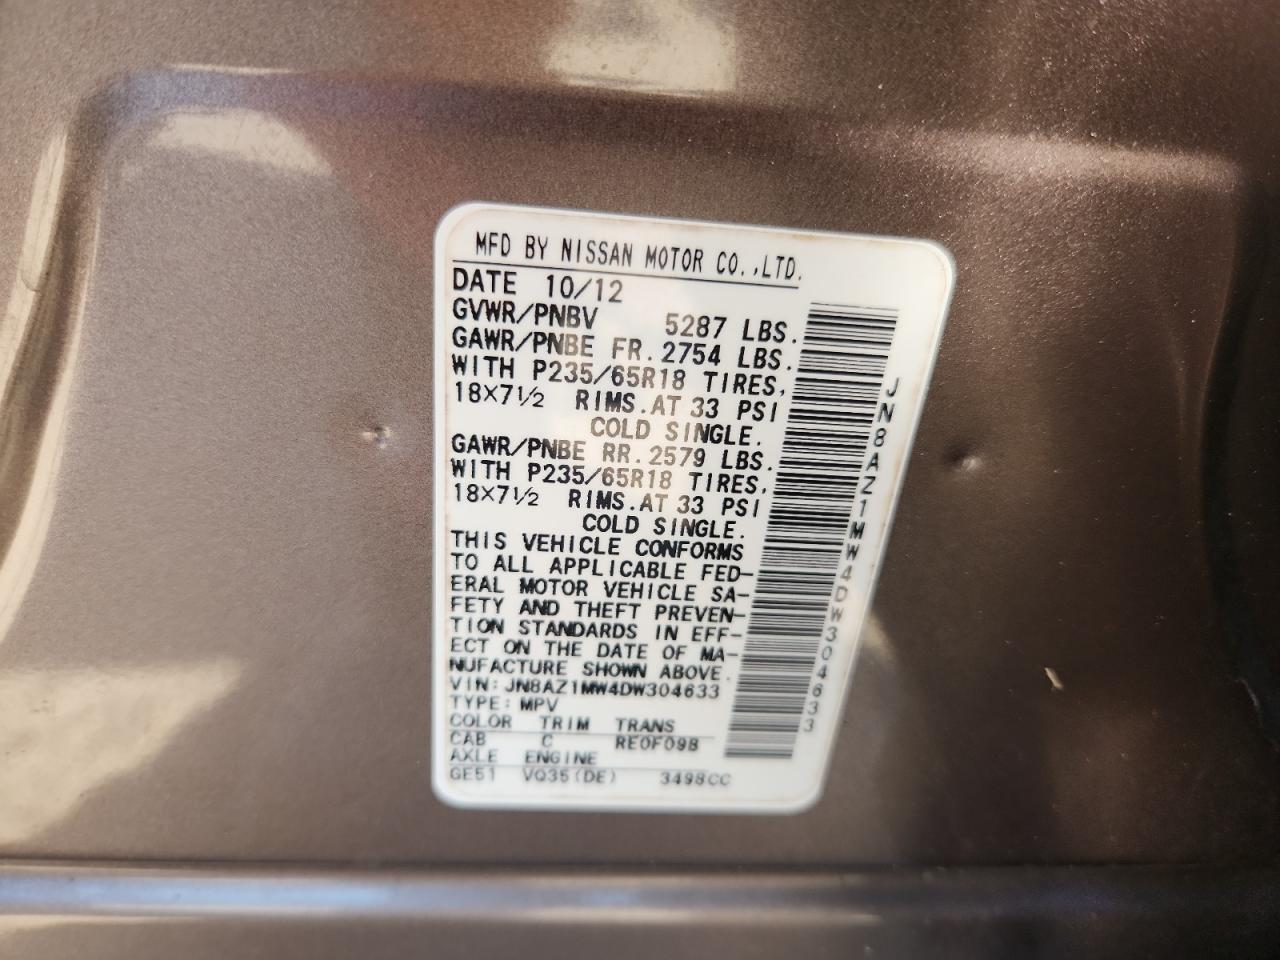 MFD BY NISSAN MOTOR CO.,LTD.
DATE 10/12
GVWR/PNBV 5287 LBS.
GAWR/PNBE FR. 2754 LBS.
WITH P235/65R18 TIRES,
18×7½ RIMS. AT 33 PSI
COLD SINGLE.
GAWR/PNBE RR. 2579 LBS.
WITH P235/65R18 TIRES,
18×7½ RIMS. AT 33 PSI
COLD SINGLE.
THIS VEHICLE CONFORMS
TO ALL APPLICABLE FED-
ERAL MOTOR VEHICLE SA-
FETY AND THEFT PREVEN-
TION STANDARDS IN EFF-
ECT ON THE DATE OF MA-
NUFACTURE SHOWN ABOVE.
VIN: JN8AZ1MW4DW304633
TYPE: MPV
COLOR TRIM TRANS
CAB C RE0F09B
AXLE ENGINE
GE51 VQ35(DE) 3498CC
JN8AZ1MW4DW304633